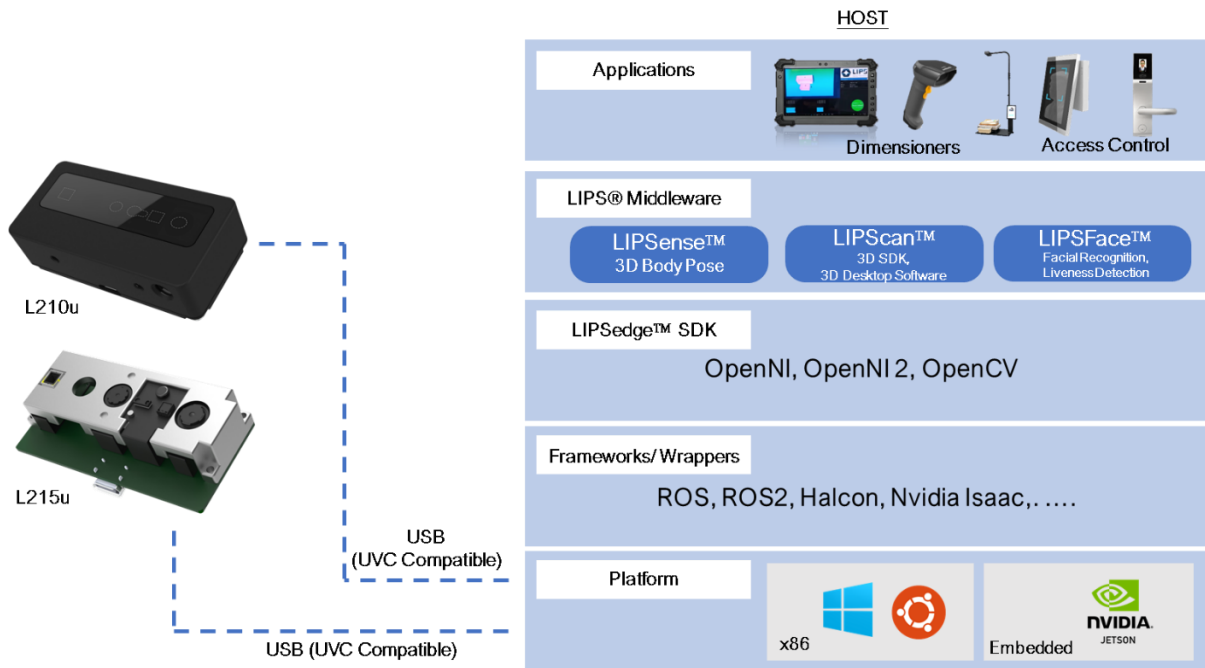 HOST
Applications
LIPS
Dimensioners
Access Control
LIPS® Middleware
LIPSense™
3D Body Pose
LIPScan™
3D SDK,
3D Desktop Software
LIPSFace™
Facial Recognition,
Liveness Detection
L210u
LIPSedge™ SDK
OpenNI, OpenNI 2, OpenCV
L215u
Frameworks/ Wrappers
ROS, ROS2, Halcon, Nvidia Isaac,. ….
USB
(UVC Compatible)
Platform
x86
Embedded
NVIDIA.
JETSON
USB (UVC Compatible)